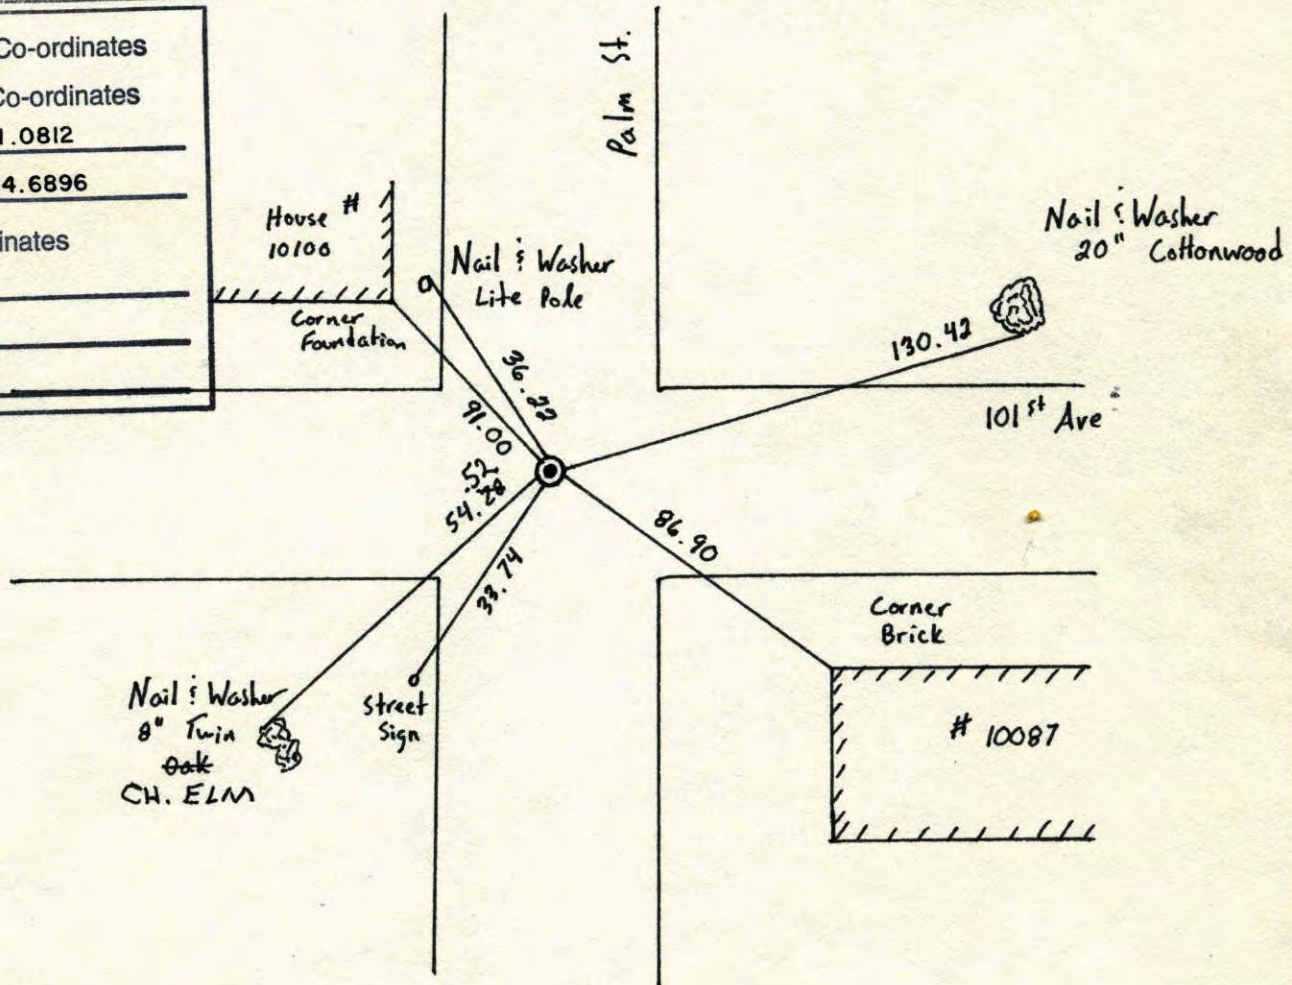 Co-ordinates
Co-ordinates
1.0812
4.6896
inates
Palm St.
House #
10100
Corner
Foundation
Nail & Washer
Lite Pole
Nail & Washer
20" Cottonwood
130.42
101st Ave
36.22
91.00
.52
54.28
33.74
86.90
Corner
Brick
# 10087
Nail & Washer
8" Twin
Oak
CH. ELM
Street
Sign